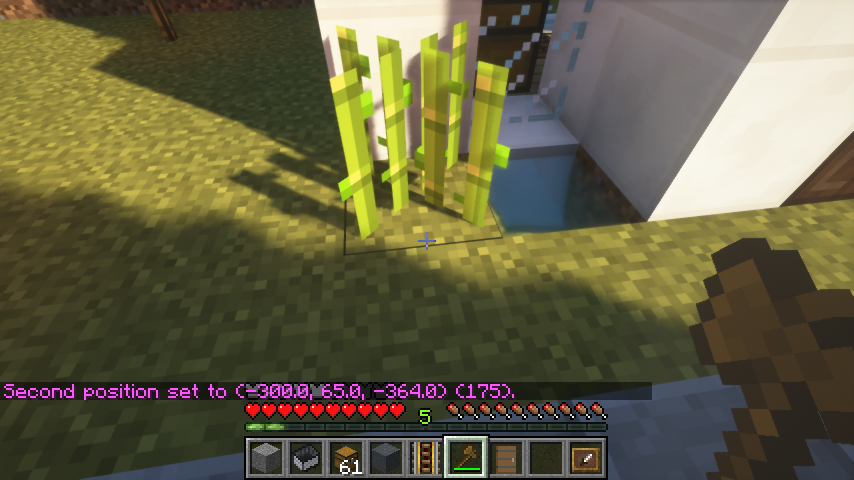 Second position set to (-300.0, 65.0, -364.0) (175).
5
61